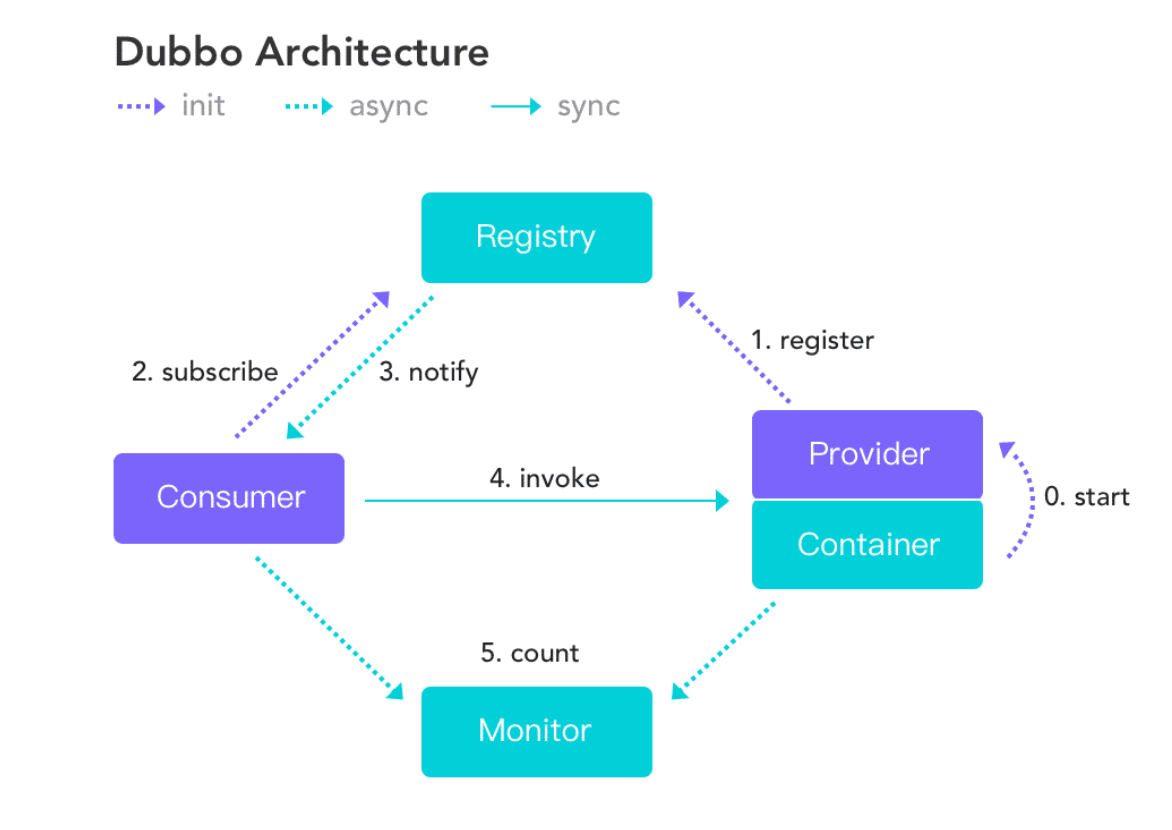 Dubbo Architecture
init async sync
Registry
1. register
2. subscribe 3. notify
Provider
4. invoke
Consumer
0. start
Container
5. count
Monitor